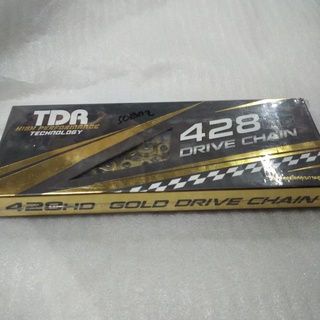 TDR
HIGH PERFORMANCE
TECHNOLOGY
428
DRIVE CHAIN
428HD GOLD DRIVE CHAIN